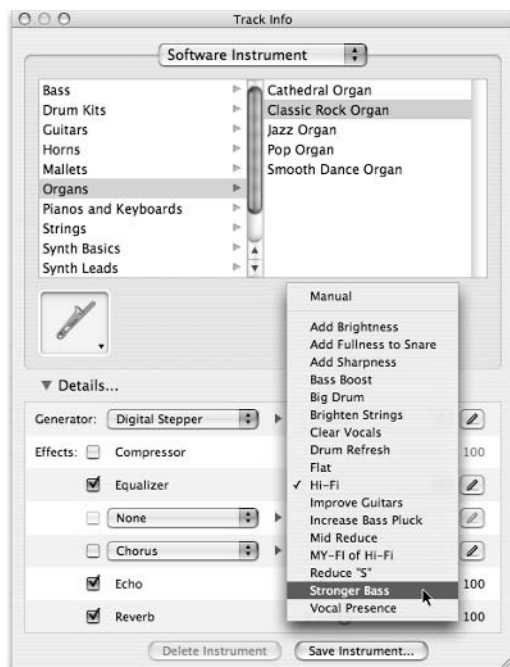 Track Info
Software Instrument
Bass
Drum Kits
Guitars
Horns
Mallets
Organs
Pianos and Keyboards
Strings
Synth Basics
Synth Leads
Cathedral Organ
Classic Rock Organ
Jazz Organ
Pop Organ
Smooth Dance Organ
Manual
Add Brightness
Add Fullness to Snare
Add Sharpness
Bass Boost
Big Drum
Brighten Strings
Clear Vocals
Drum Refresh
Flat
Hi-Fi
Improve Guitars
Increase Bass Pluck
Mid Reduce
MY-FI of Hi-Fi
Reduce "S"
Stronger Bass
Vocal Presence
Details...
Generator: Digital Stepper
Effects: Compressor 100
Equalizer
None
Chorus
Echo 100
Reverb 100
Delete Instrument Save Instrument...